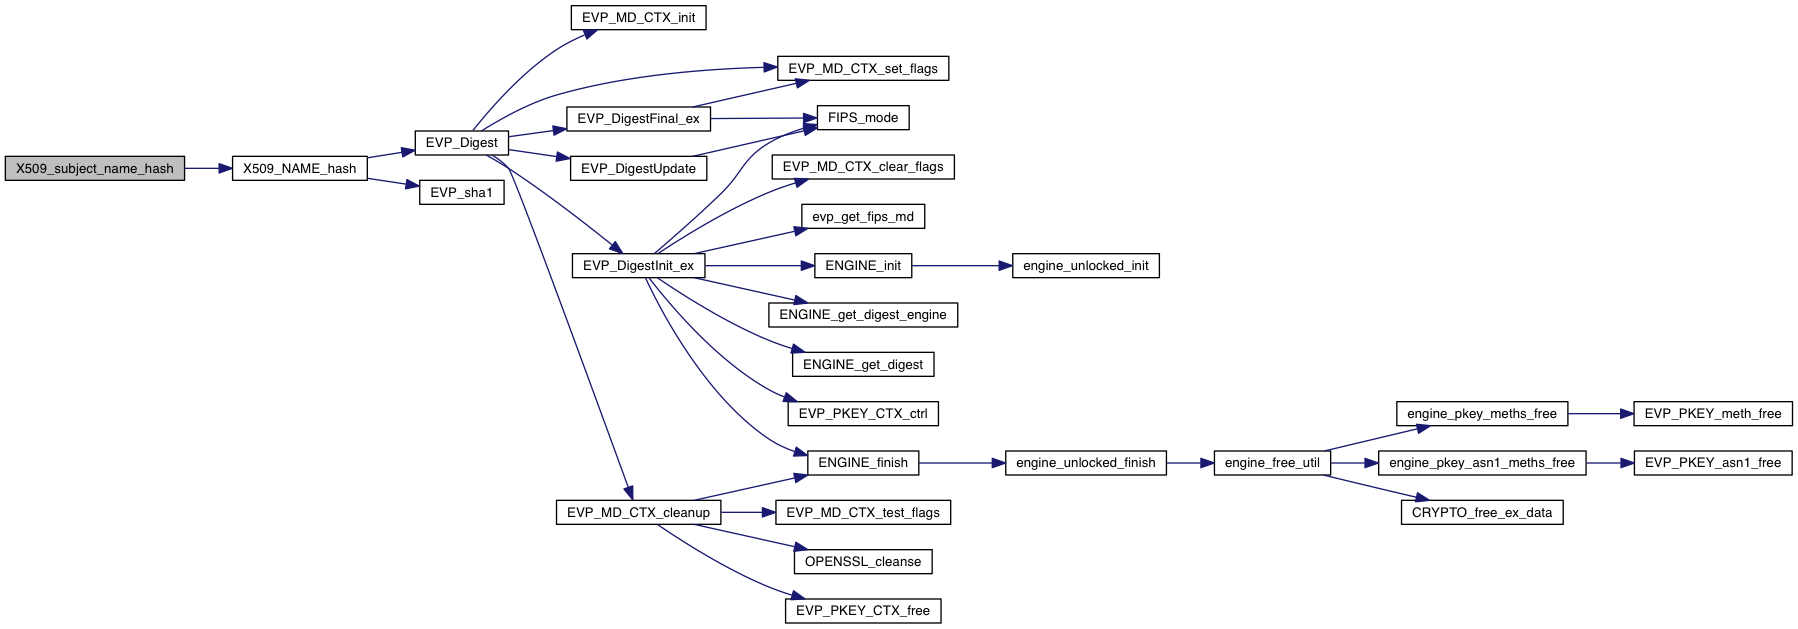 EVP_MD_CTX_init
EVP_MD_CTX_set_flags
EVP_DigestFinal_ex
FIPS_mode
EVP_Digest
X509_subject_name_hash
X509_NAME_hash
EVP_DigestUpdate
EVP_MD_CTX_clear_flags
EVP_sha1
evp_get_fips_md
EVP_DigestInit_ex
ENGINE_init
engine_unlocked_init
ENGINE_get_digest_engine
ENGINE_get_digest
EVP_PKEY_CTX_ctrl
engine_pkey_meths_free
EVP_PKEY_meth_free
ENGINE_finish
engine_unlocked_finish
engine_free_util
engine_pkey_asn1_meths_free
EVP_PKEY_asn1_free
EVP_MD_CTX_cleanup
EVP_MD_CTX_test_flags
CRYPTO_free_ex_data
OPENSSL_cleanse
EVP_PKEY_CTX_free